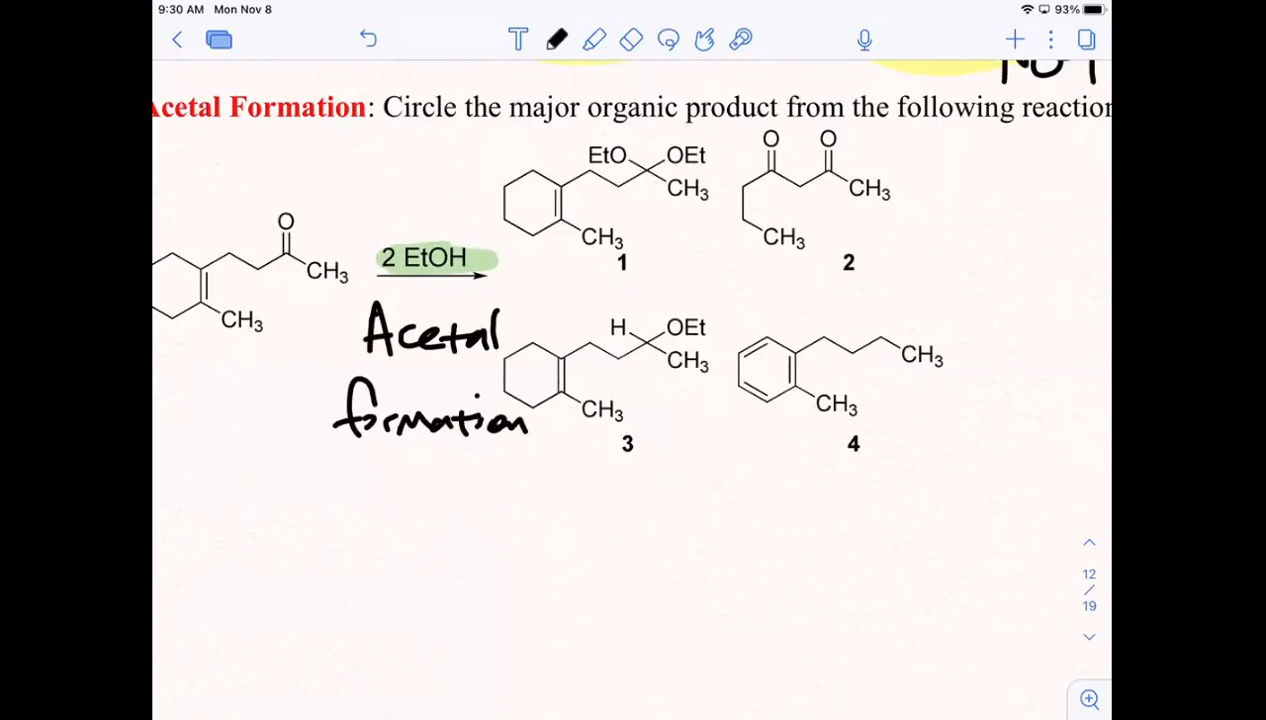 9:30 AM Mon Nov 8
93%
Acetal Formation: Circle the major organic product from the following reaction
O
CH3
CH3
2 EtOH
Acetal
formation
EtO OEt
CH3
CH3
1
O O
CH3
CH3
2
H OEt
CH3
CH3
3
CH3
CH3
4
12
/
19